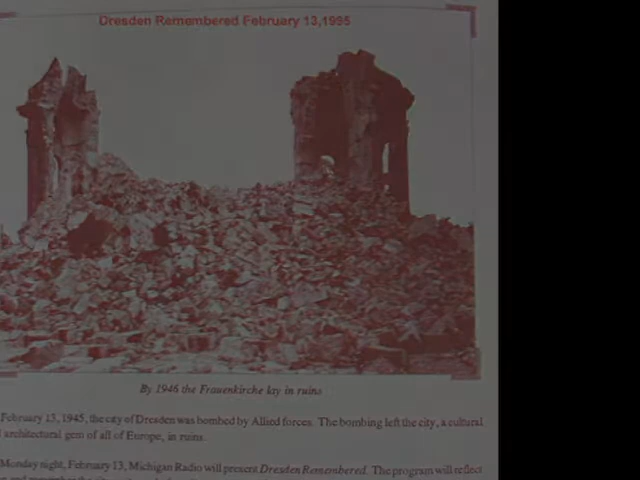 Dresden Remembered February 13,1995
By 1946 the Frauenkirche lay in ruins
February 13, 1945, the city of Dresden was bombed by Allied forces. The bombing left the city, a cultural
architectural gem of all of Europe, in ruins.
Monday night, February 13, Michigan Radio will present Dresden Remembered. The program will reflect